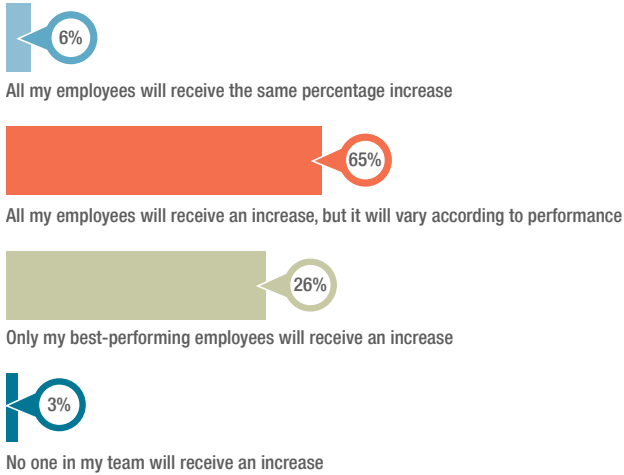 6%
All my employees will receive the same percentage increase
65%
All my employees will receive an increase, but it will vary according to performance
26%
Only my best-performing employees will receive an increase
3%
No one in my team will receive an increase